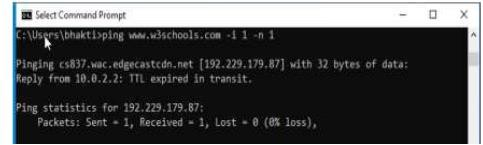 Select Command Prompt
C:\Users\bhakti>ping www.w3schools.com -i 1 -n 1
Pinging cs837.wac.edgecastcdn.net [192.229.179.87] with 32 bytes of data:
Reply from 10.0.2.2: TTL expired in transit.
Ping statistics for 192.229.179.87:
Packets: Sent = 1, Received = 1, Lost = 0 (0% loss),